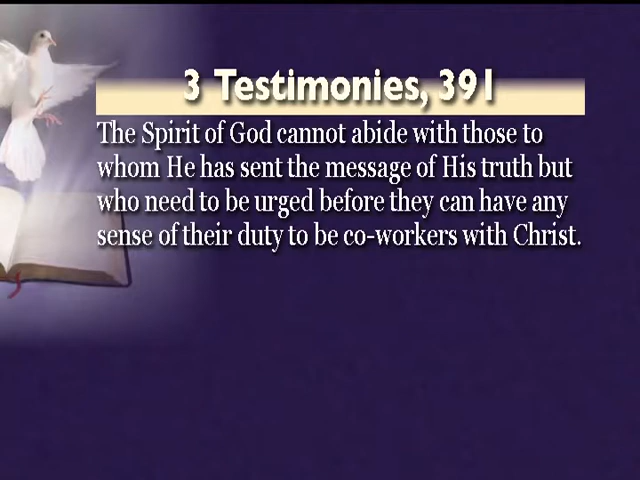 3 Testimonies, 391
The Spirit of God cannot abide with those to
whom He has sent the message of His truth but
who need to be urged before they can have any
sense of their duty to be co-workers with Christ.